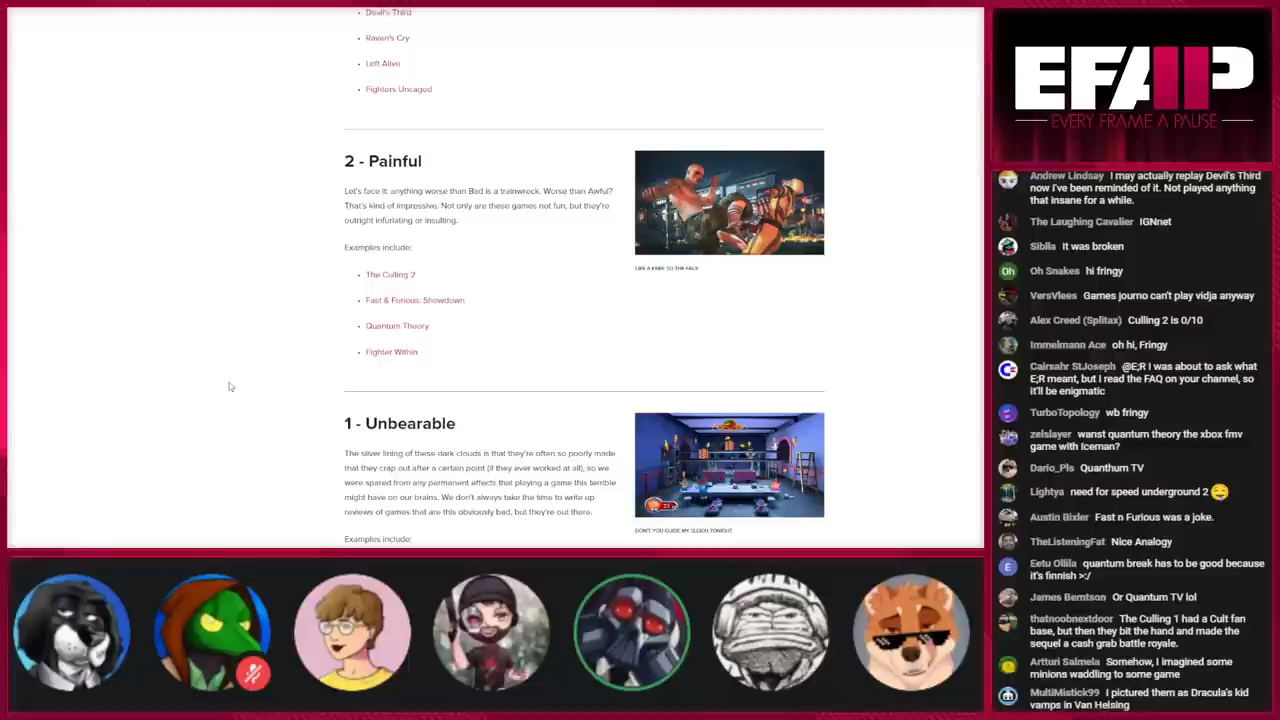 Devil's Third
Raven's Cry
Left Alive
Fighters Uncaged
2 - Painful
Let's face it: anything worse than Bad is a trainwreck. Worse than Awful?
That's kind of impressive. Not only are these games not fun, but they're
outright infuriating or insulting.
LIKE A KNEE TO THE FACE
Examples include:
The Culling 2
Fast & Furious: Showdown
Quantum Theory
Fighter Within
1 - Unbearable
The silver lining of these dark clouds is that they're often so poorly made
that they crap out after a certain point (if they ever worked at all), so we
were spared from any permanent effects that playing a game this terrible
might have on our brains. We don't always take the time to write up
reviews of games that are this obviously bad, but they're out there.
DON'T YOU GUIDE MY SLEIGH TONIGHT
Examples include:
EFAP
EVERY FRAME A PAUSE
Andrew Lindsay I may actually replay Devil's Third
now i've been reminded of it. Not played anything
that insane for a while.
The Laughing Cavalier IGNnet
Siblla It was broken
Oh Oh Snakes hi fringy
VersVlees Games journo can't play vidja anyway
Alex Creed (Splitax) Culling 2 is 0/10
Immelmann Ace oh hi, Fringy
Cairsahr StJoseph @E;R I was about to ask what
E;R meant, but I read the FAQ on your channel, so
it'll be enigmatic
TurboTopology wb fringy
zelslayer wanst quantum theory the xbox fmv
game with Iceman?
Dario_Pls Quanthum TV
Lightya need for speed underground 2 🤤
Austin Bixler Fast n Furious was a joke.
TheListeningFat Nice Analogy
E Eetu Ollila quantum break has to be good because
it's finnish >:/
James Berntson Or Quantum TV lol
thatnoobnextdoor The Culling 1 had a Cult fan
base, but then they bit the hand and made the
sequel a cash grab battle royale.
Artturi Salmela Somehow, I imagined some
minions waddling to some game
MultiMistick99 I pictured them as Dracula's kid
vamps in Van Helsing